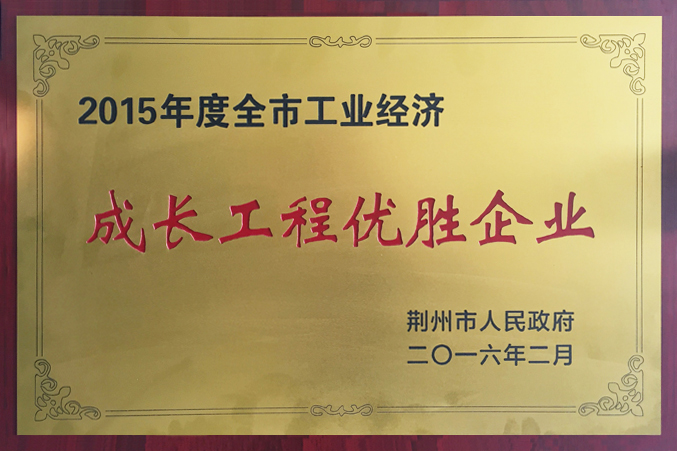 2015年度全市工业经济
成长工程优胜企业
荆州市人民政府
二〇一六年二月